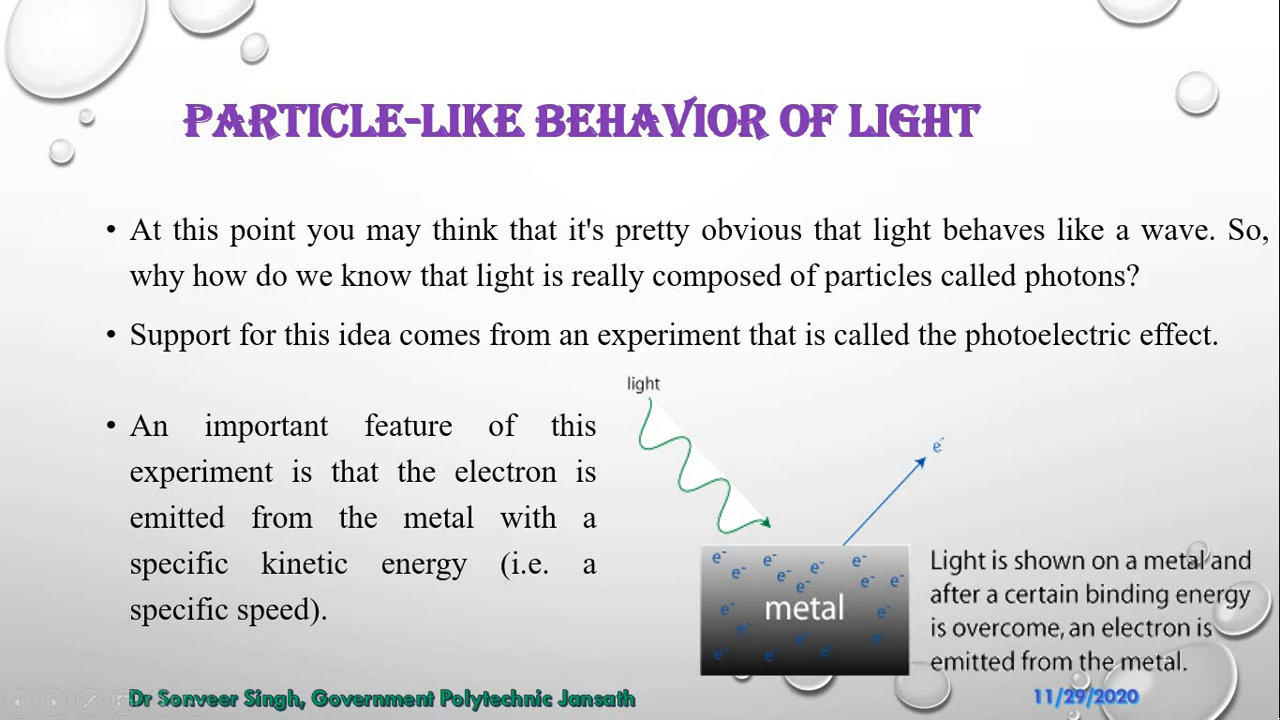 PARTICLE-LIKE BEHAVIOR OF LIGHT
• At this point you may think that it's pretty obvious that light behaves like a wave. So,
why how do we know that light is really composed of particles called photons?
• Support for this idea comes from an experiment that is called the photoelectric effect.
• An important feature of this
experiment is that the electron is
emitted from the metal with a
specific kinetic energy (i.e. a
specific speed).
light
e⁻
e⁻ e⁻ e⁻ e⁻ e⁻ e⁻ e⁻ e⁻ e⁻
e⁻ metal e⁻
e⁻ e⁻ e⁻
e⁻ e⁻ e⁻
Light is shown on a metal and
after a certain binding energy
is overcome, an electron is
emitted from the metal.
Dr Sonveer Singh, Government Polytechnic Jansath
11/29/2020